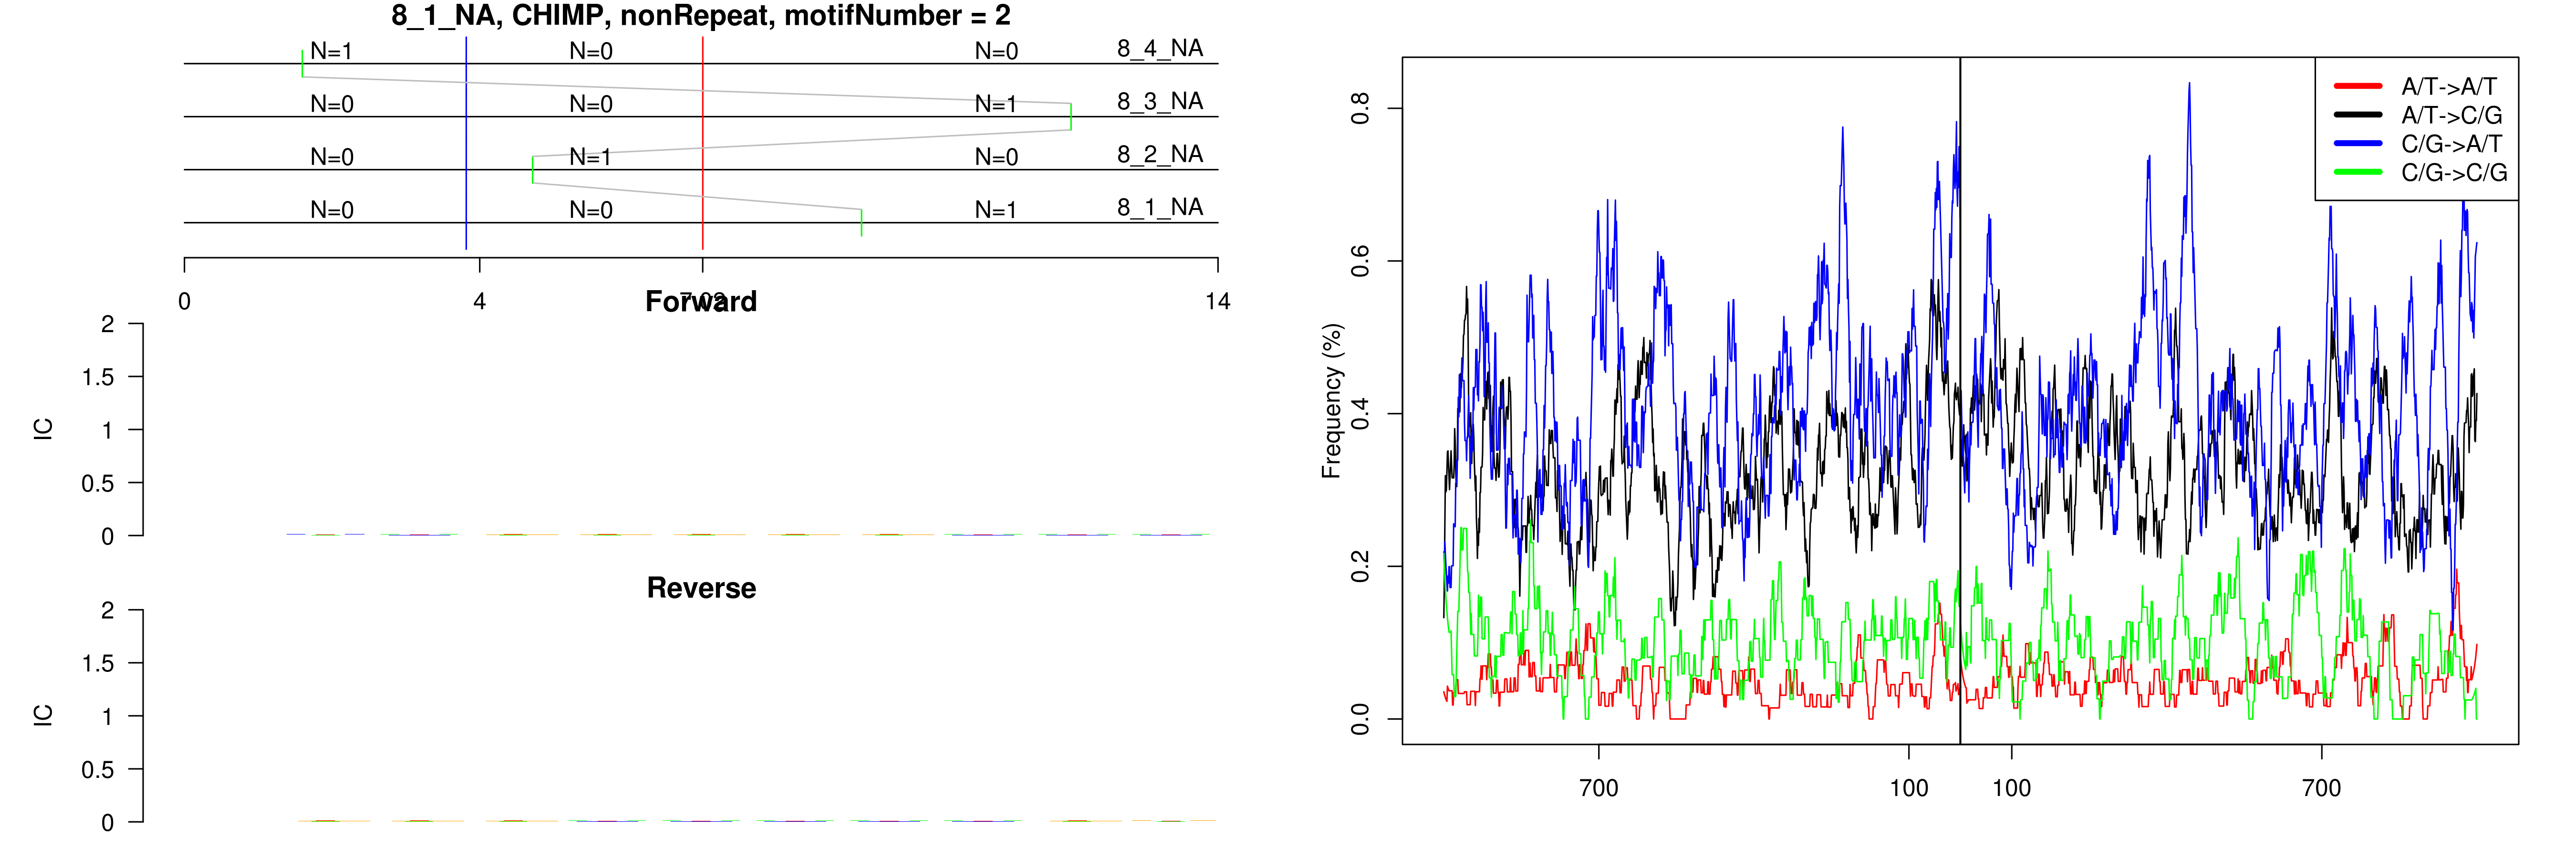 8_1_NA, CHIMP, nonRepeat, motifNumber = 2
N=1 N=0 N=0 8_4_NA
N=0 N=0 N=1 8_3_NA
N=0 N=1 N=0 8_2_NA
N=0 N=0 N=1 8_1_NA
0 4 14
Forward
2
1.5
1
0.5
0
IC
Reverse
2
1.5
1
0.5
0
IC
0.8
0.6
0.4
0.2
0.0
Frequency (%)
A/T->A/T
A/T->C/G
C/G->A/T
C/G->C/G
700 100 100 700